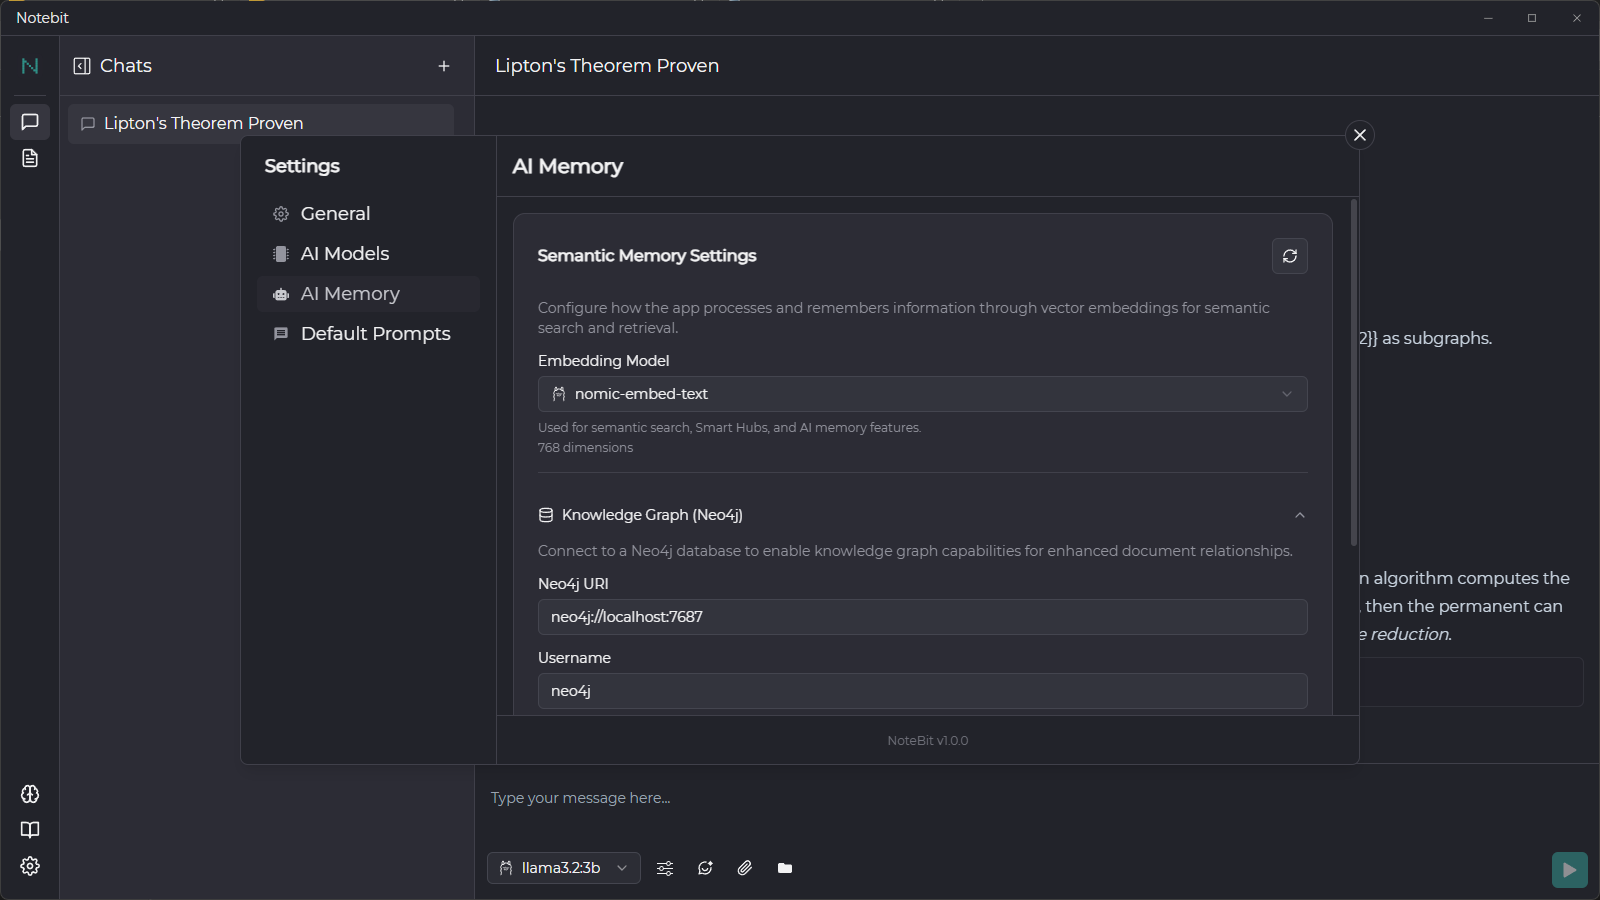 Notebit
Chats
Lipton's Theorem Proven
Lipton's Theorem Proven
Settings
General
AI Models
AI Memory
Default Prompts
AI Memory
Semantic Memory Settings
Configure how the app processes and remembers information through vector embeddings for semantic
search and retrieval.
Embedding Model
nomic-embed-text
Used for semantic search, Smart Hubs, and AI memory features.
768 dimensions
Knowledge Graph (Neo4j)
Connect to a Neo4j database to enable knowledge graph capabilities for enhanced document relationships.
Neo4j URI
neo4j://localhost:7687
Username
neo4j
NoteBit v1.0.0
2}} as subgraphs.
n algorithm computes the
, then the permanent can
e reduction.
Type your message here...
llama3.2:3b